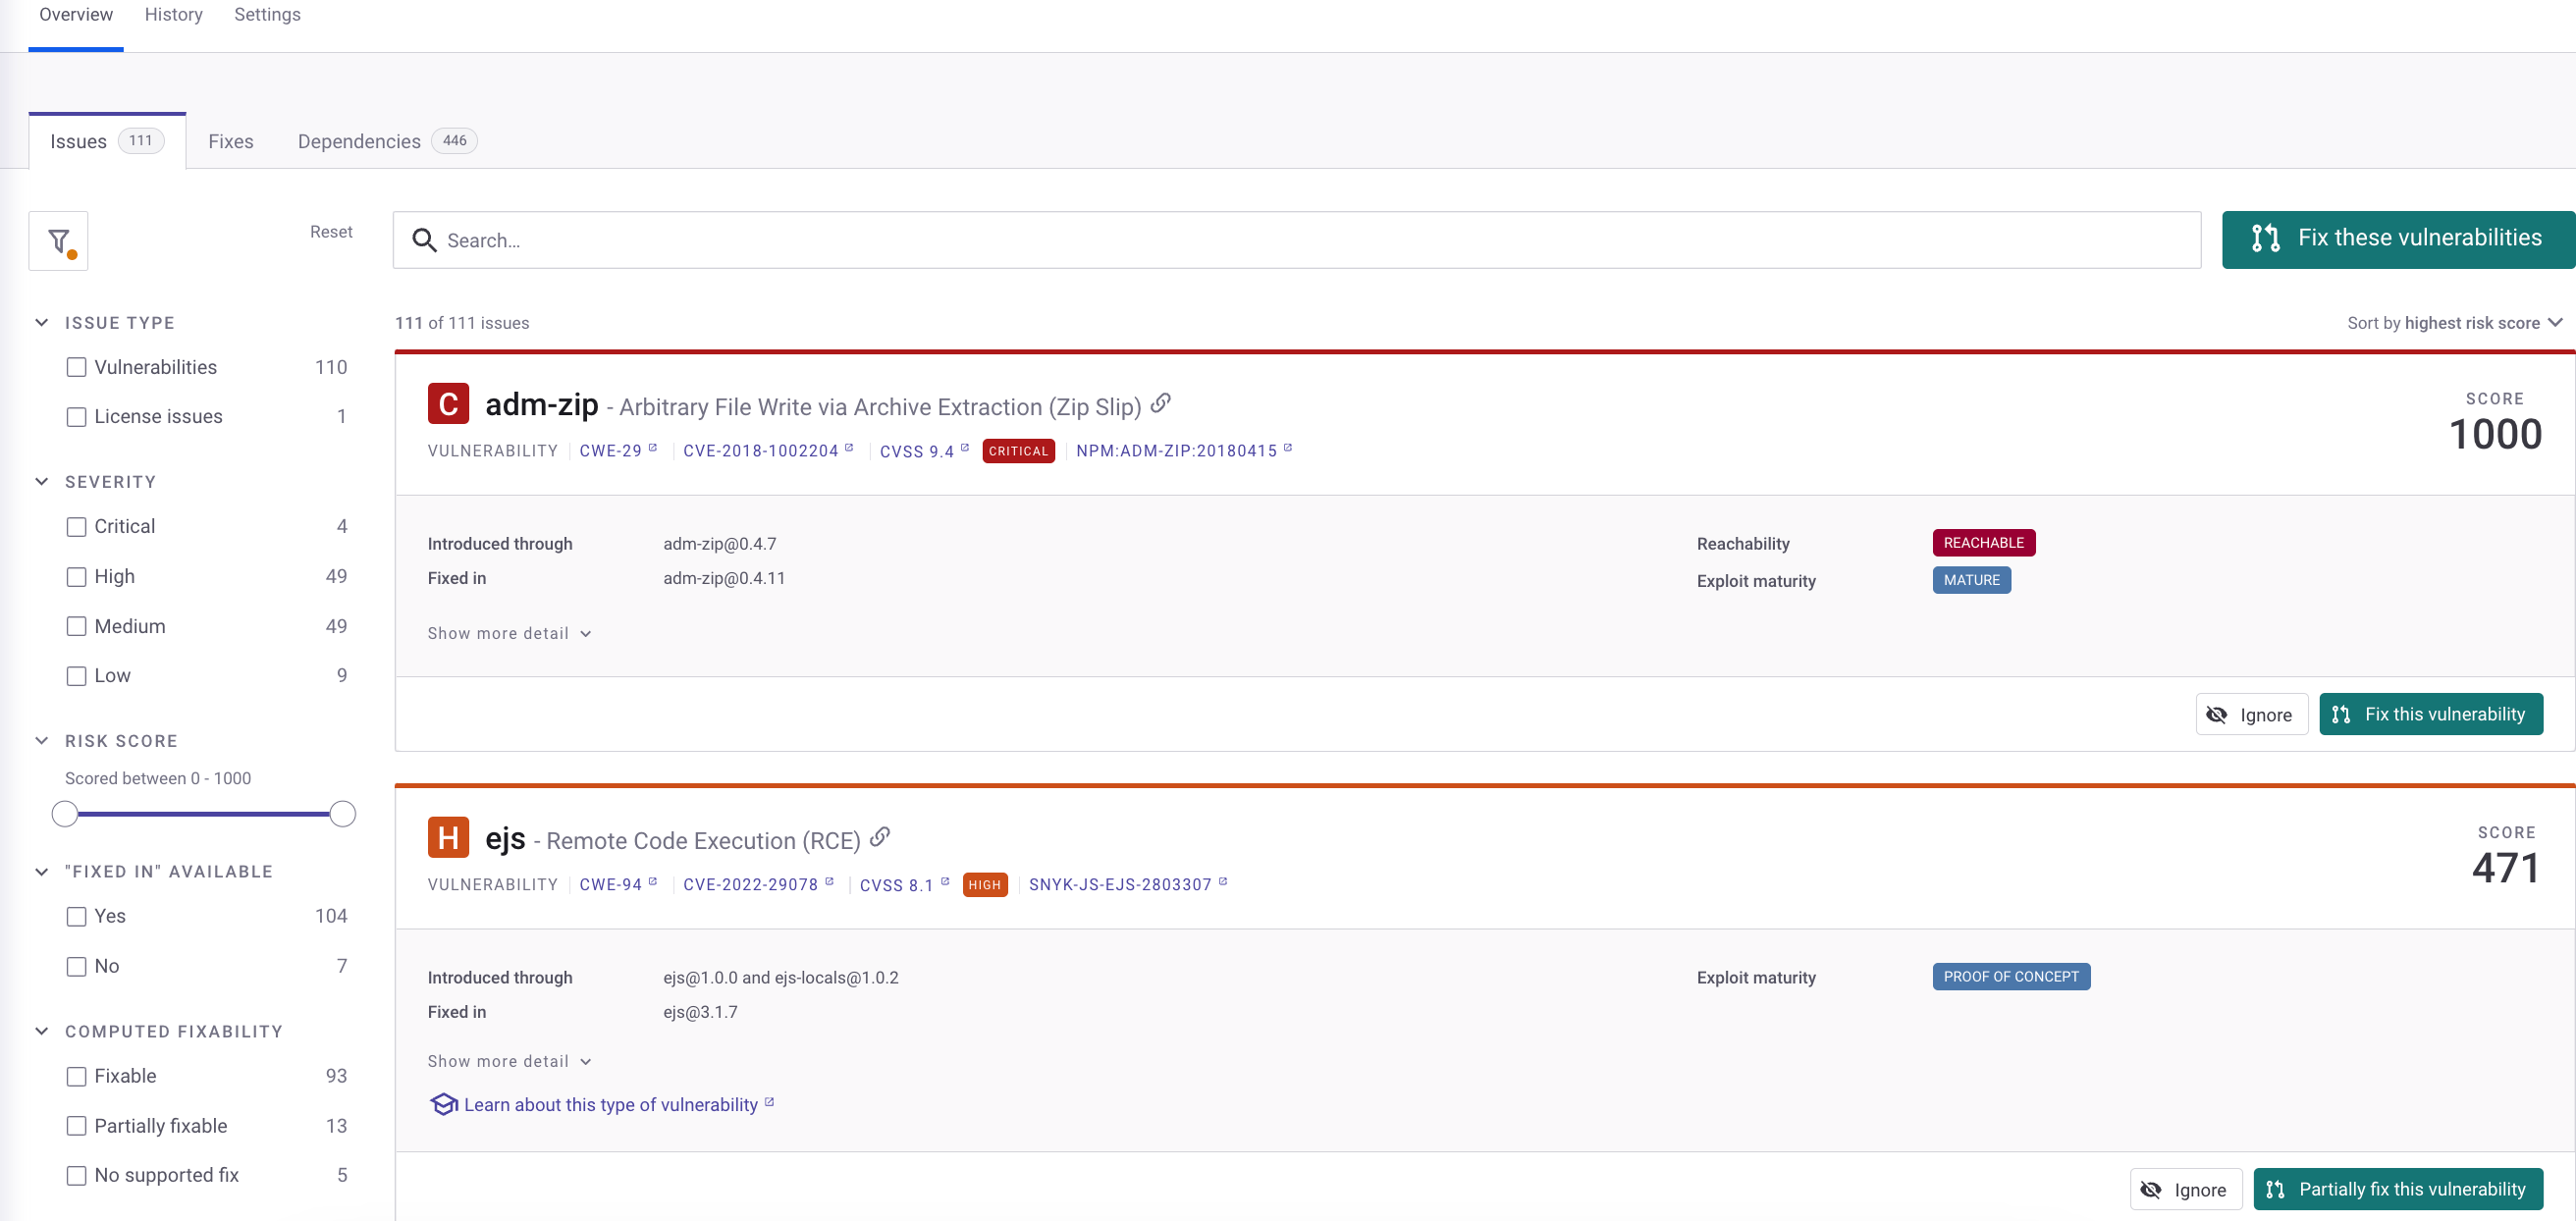 Overview History Settings
Issues 111 Fixes Dependencies 446
Reset
Search...
Fix these vulnerabilities
ISSUE TYPE
Vulnerabilities 110
License issues 1
SEVERITY
Critical 4
High 49
Medium 49
Low 9
RISK SCORE
Scored between 0 - 1000
"FIXED IN" AVAILABLE
Yes 104
No 7
COMPUTED FIXABILITY
Fixable 93
Partially fixable 13
No supported fix 5
111 of 111 issues
Sort by highest risk score
C adm-zip - Arbitrary File Write via Archive Extraction (Zip Slip)
SCORE
1000
VULNERABILITY CWE-29 CVE-2018-1002204 CVSS 9.4 CRITICAL NPM:ADM-ZIP:20180415
Introduced through adm-zip@0.4.7
Fixed in adm-zip@0.4.11
Reachability REACHABLE
Exploit maturity MATURE
Show more detail
Ignore Fix this vulnerability
H ejs - Remote Code Execution (RCE)
SCORE
471
VULNERABILITY CWE-94 CVE-2022-29078 CVSS 8.1 HIGH SNYK-JS-EJS-2803307
Introduced through ejs@1.0.0 and ejs-locals@1.0.2
Fixed in ejs@3.1.7
Exploit maturity PROOF OF CONCEPT
Show more detail
Learn about this type of vulnerability
Ignore Partially fix this vulnerability